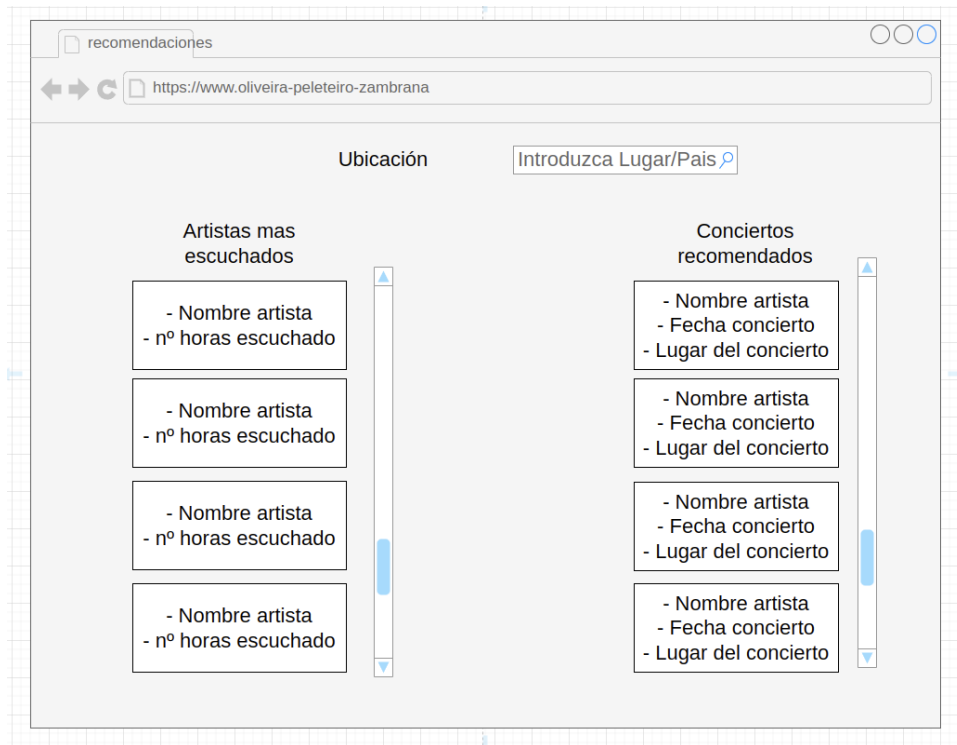 recomendaciones
https://www.oliveira-peleteiro-zambrana
Ubicación
Introduzca Lugar/Pais
Artistas mas
escuchados
- Nombre artista
- nº horas escuchado
- Nombre artista
- nº horas escuchado
- Nombre artista
- nº horas escuchado
- Nombre artista
- nº horas escuchado
Conciertos
recomendados
- Nombre artista
- Fecha concierto
- Lugar del concierto
- Nombre artista
- Fecha concierto
- Lugar del concierto
- Nombre artista
- Fecha concierto
- Lugar del concierto
- Nombre artista
- Fecha concierto
- Lugar del concierto